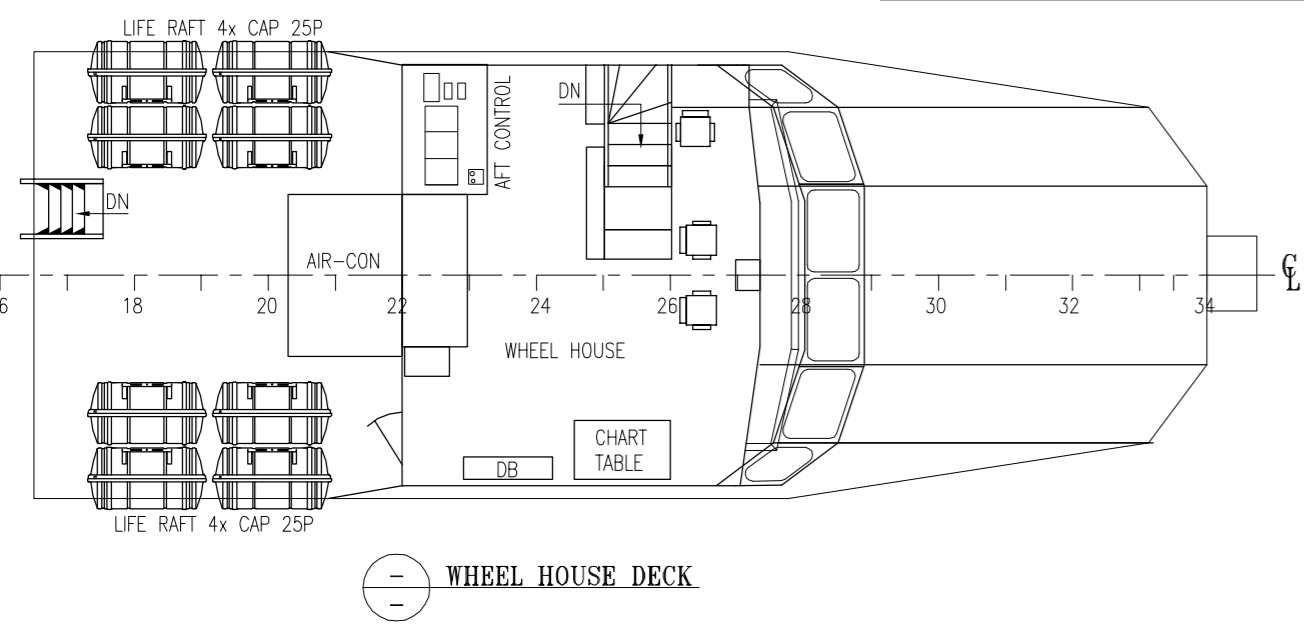 LIFE RAFT 4x CAP 25P
DN
AFT CONTROL
DN
AIR-CON
CL
6
18
20
22
24
26
28
30
32
34
WHEEL HOUSE
CHART
TABLE
DB
LIFE RAFT 4x CAP 25P
WHEEL HOUSE DECK